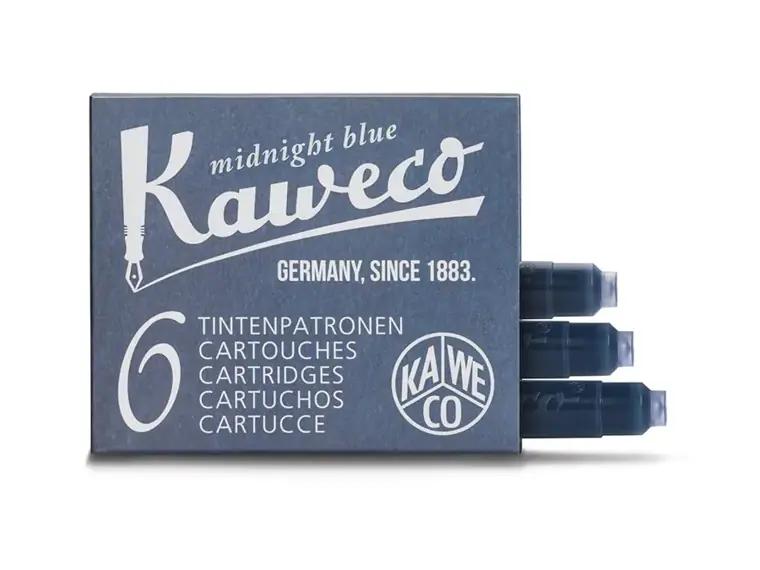 midnight blue
Kaweco
GERMANY, SINCE 1883.
6
TINTENPATRONEN
CARTOUCHES
CARTRIDGES
CARTUCHOS
CARTUCCE
KA WE
CO